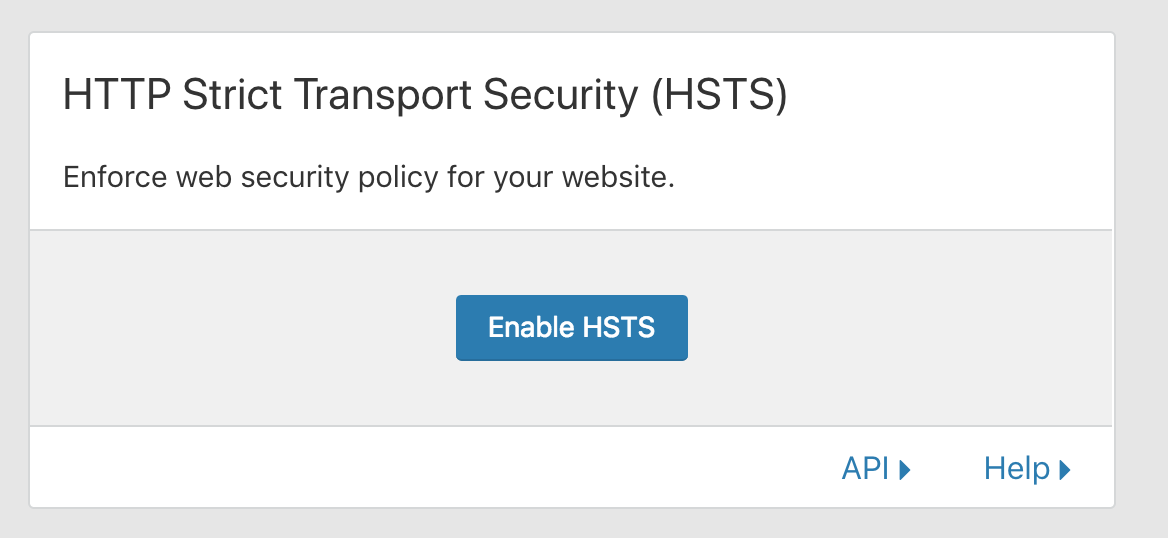 HTTP Strict Transport Security (HSTS)
Enforce web security policy for your website.
Enable HSTS
API Help